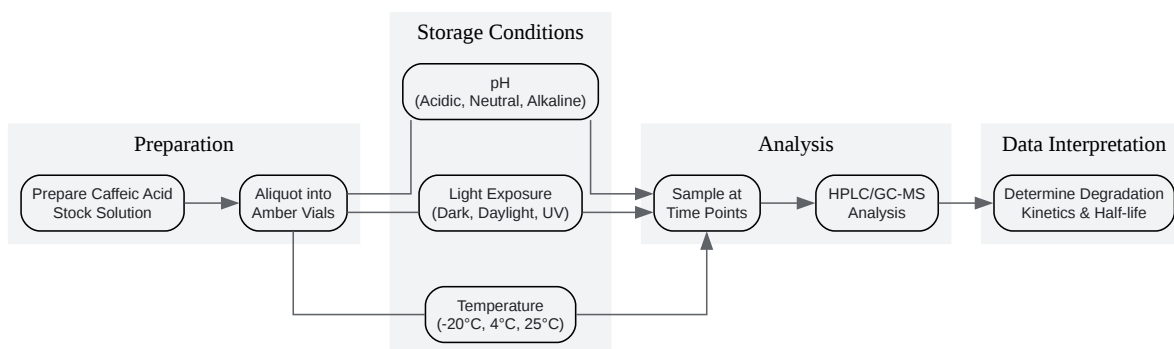 Preparation
Prepare Caffeic Acid
Stock Solution
Aliquot into
Amber Vials
Storage Conditions
pH
(Acidic, Neutral, Alkaline)
Light Exposure
(Dark, Daylight, UV)
Temperature
(-20°C, 4°C, 25°C)
Analysis
Sample at
Time Points
HPLC/GC-MS
Analysis
Data Interpretation
Determine Degradation
Kinetics & Half-life